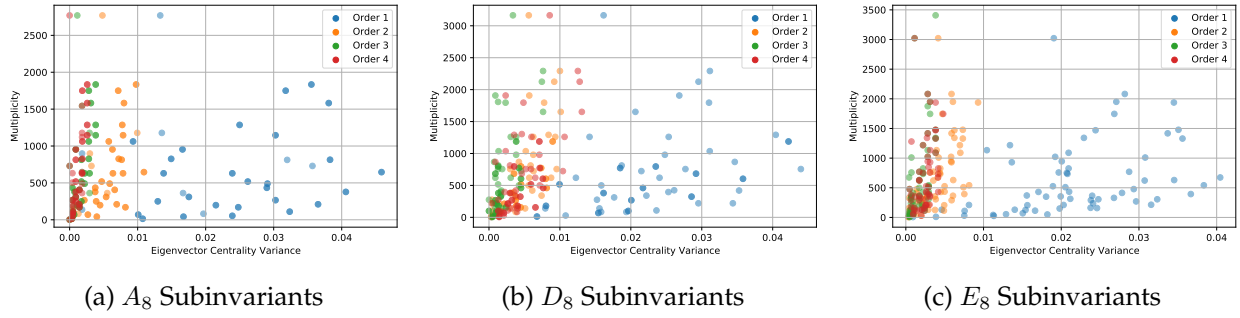 Order 1
Order 2
Order 3
Order 4
Multiplicity
2500
2000
1500
1000
500
0
0.00 0.01 0.02 0.03 0.04
Eigenvector Centrality Variance
(a) A₈ Subinvariants
Order 1
Order 2
Order 3
Order 4
Multiplicity
3000
2500
2000
1500
1000
500
0
0.00 0.01 0.02 0.03 0.04
Eigenvector Centrality Variance
(b) D₈ Subinvariants
Order 1
Order 2
Order 3
Order 4
Multiplicity
3500
3000
2500
2000
1500
1000
500
0
0.00 0.01 0.02 0.03 0.04
Eigenvector Centrality Variance
(c) E₈ Subinvariants